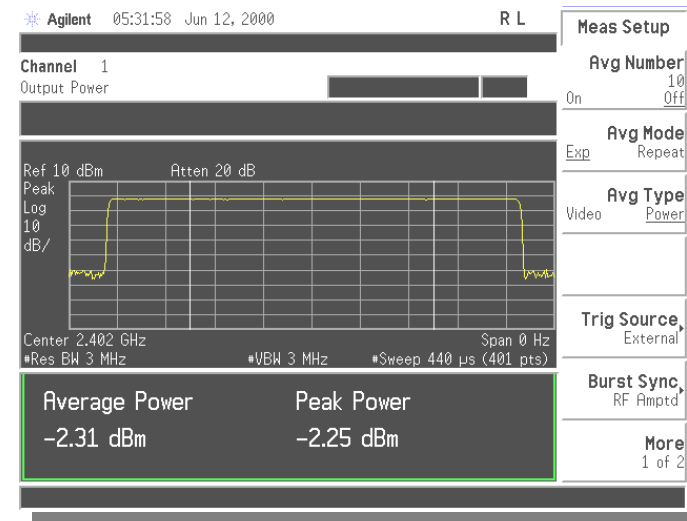 Agilent 05:31:58 Jun 12, 2000 R L
Channel 1
Output Power
Ref 10 dBm Atten 20 dB
Peak
Log
10
dB/
Center 2.402 GHz Span 0 Hz
#Res BW 3 MHz #VBW 3 MHz #Sweep 440 µs (401 pts)
Average Power Peak Power
-2.31 dBm -2.25 dBm
Meas Setup
Avg Number
10
On Off
Avg Mode
Exp Repeat
Avg Type
Video Power
Trig Source
External
Burst Sync
RF Amptd
More
1 of 2